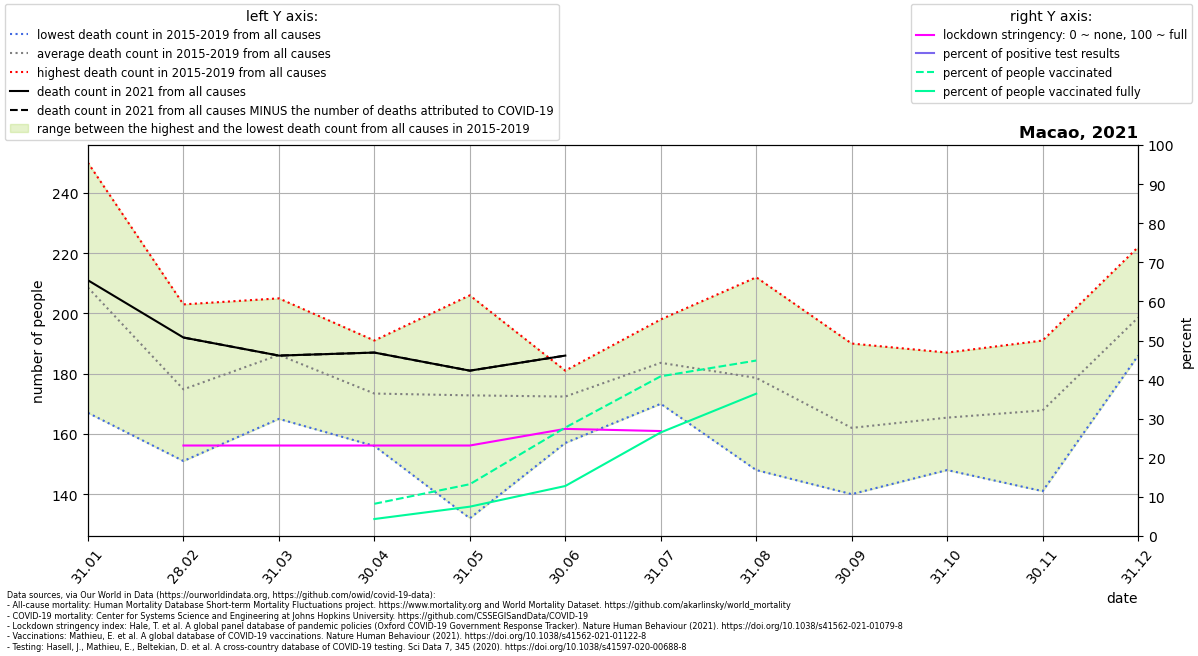 left Y axis:
lowest death count in 2015-2019 from all causes
average death count in 2015-2019 from all causes
highest death count in 2015-2019 from all causes
death count in 2021 from all causes
death count in 2021 from all causes MINUS the number of deaths attributed to COVID-19
range between the highest and the lowest death count from all causes in 2015-2019
right Y axis:
lockdown stringency: 0 ~ none, 100 ~ full
percent of positive test results
percent of people vaccinated
percent of people vaccinated fully
Macao, 2021
number of people
240
220
200
180
160
140
100
90
80
70
60
50
40
30
20
10
0
percent
31.01
28.02
31.03
30.04
31.05
30.06
31.07
31.08
30.09
31.10
30.11
31.12
date
Data sources, via Our World in Data (https://ourworldindata.org, https://github.com/owid/covid-19-data):
- All-cause mortality: Human Mortality Database Short-term Mortality Fluctuations project. https://www.mortality.org and World Mortality Dataset. https://github.com/akarlinsky/world_mortality
- COVID-19 mortality: Center for Systems Science and Engineering at Johns Hopkins University. https://github.com/CSSEGISandData/COVID-19
- Lockdown stringency index: Hale, T. et al. A global panel database of pandemic policies (Oxford COVID-19 Government Response Tracker). Nature Human Behaviour (2021). https://doi.org/10.1038/s41562-021-01079-8
- Vaccinations: Mathieu, E. et al. A global database of COVID-19 vaccinations. Nature Human Behaviour (2021). https://doi.org/10.1038/s41562-021-01122-8
- Testing: Hasell, J., Mathieu, E., Beltekian, D. et al. A cross-country database of COVID-19 testing. Sci Data 7, 345 (2020). https://doi.org/10.1038/s41597-020-00688-8